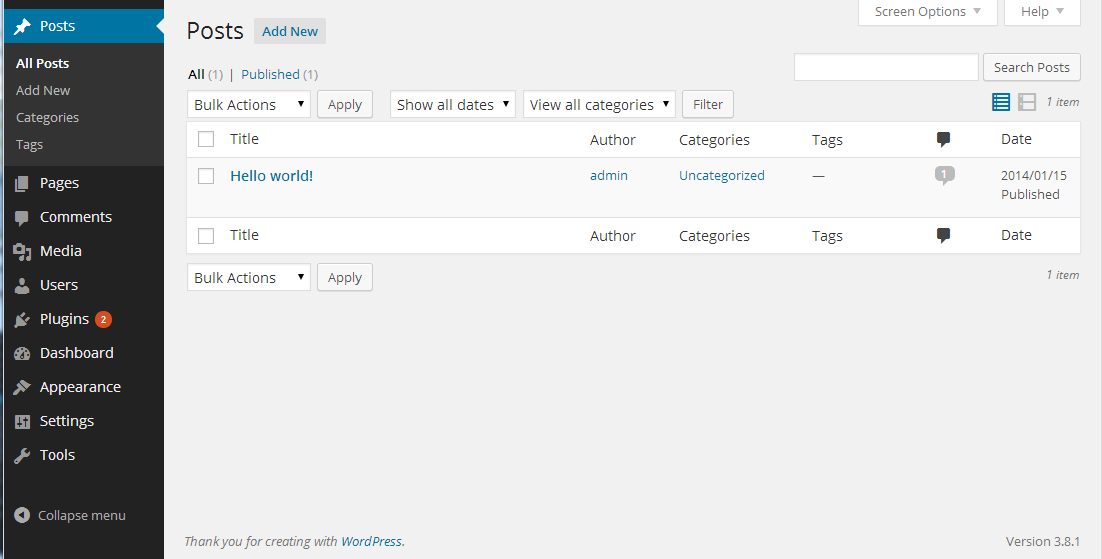 Posts
All Posts
Add New
Categories
Tags
Pages
Comments
Media
Users
Plugins 2
Dashboard
Appearance
Settings
Tools
Collapse menu
Screen Options Help
Posts Add New
All (1) | Published (1)
Search Posts
Bulk Actions Apply Show all dates View all categories Filter 1 item
Title Author Categories Tags Date
Hello world! admin Uncategorized — 1 2014/01/15
Published
Title Author Categories Tags Date
Bulk Actions Apply 1 item
Thank you for creating with WordPress. Version 3.8.1